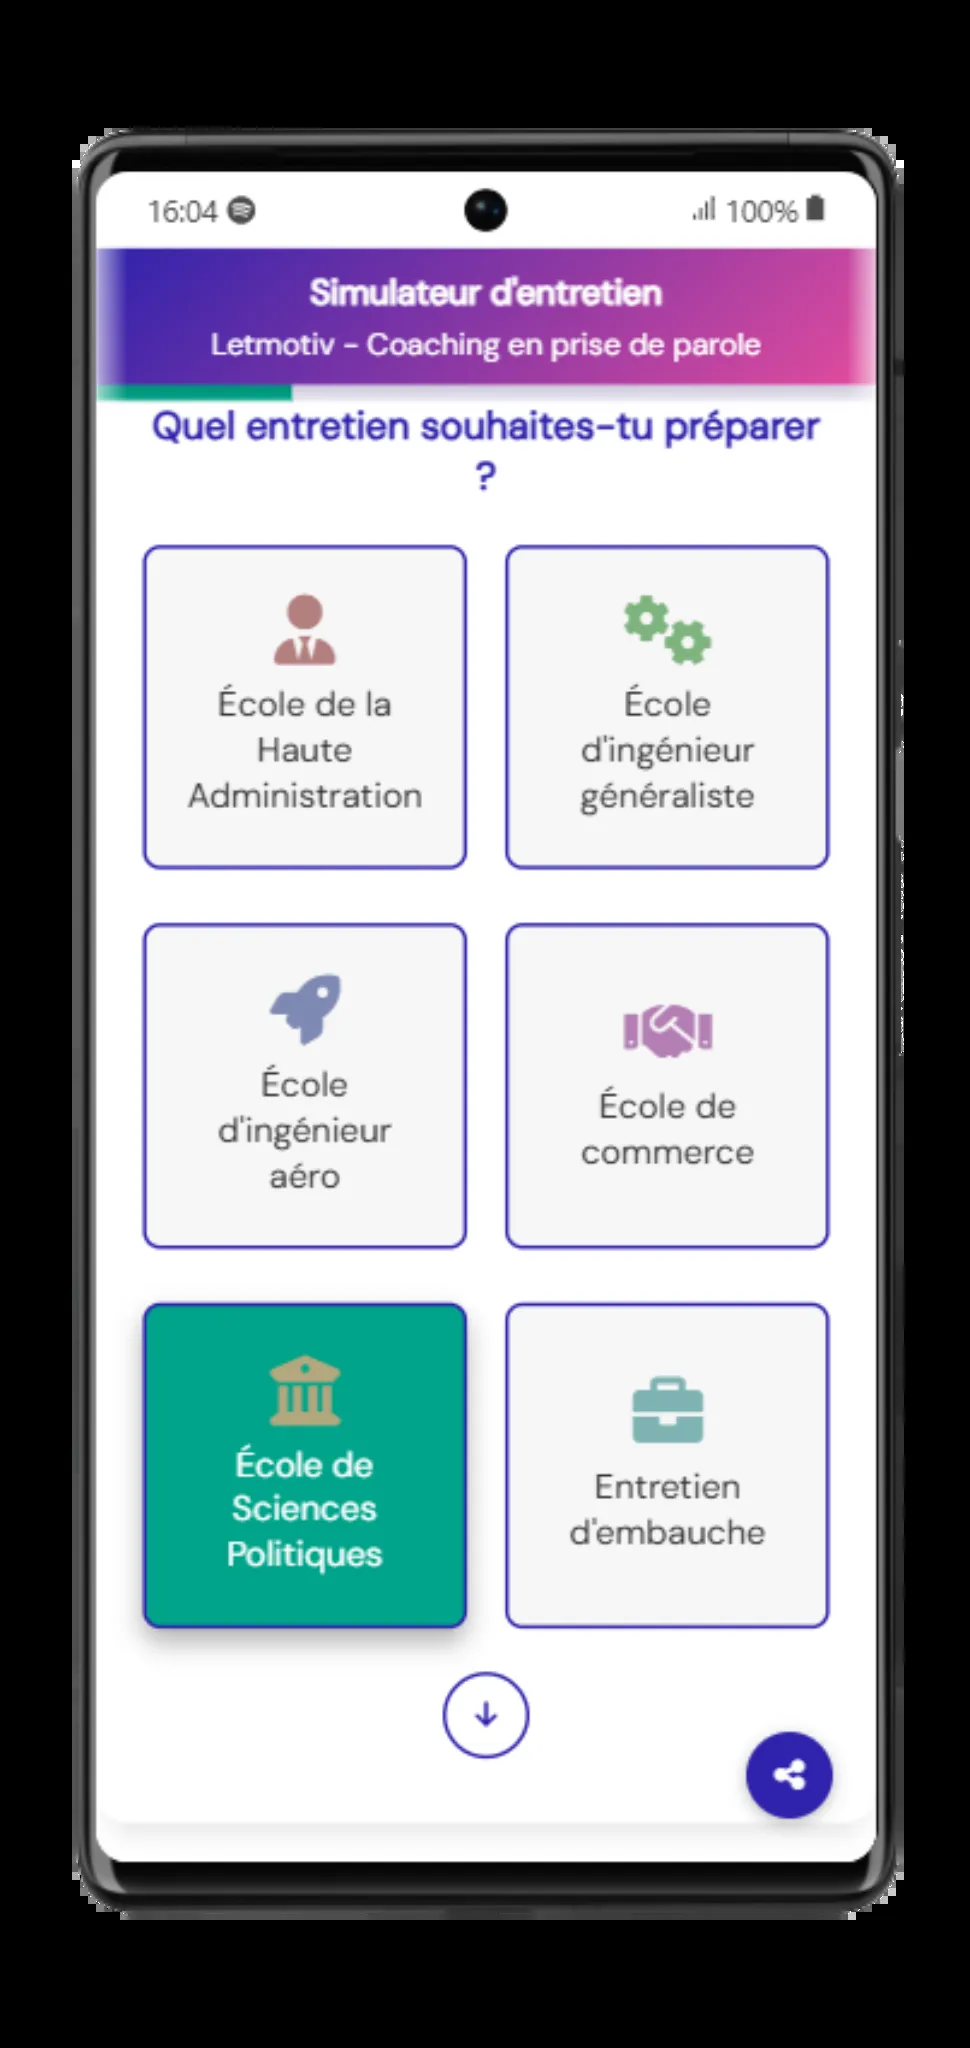 16:04
100%
Simulateur d'entretien
Letmotiv - Coaching en prise de parole
Quel entretien souhaites-tu préparer
?
École de la
Haute
Administration
École
d'ingénieur
généraliste
École
d'ingénieur
aéro
École de
commerce
École de
Sciences
Politiques
Entretien
d'embauche